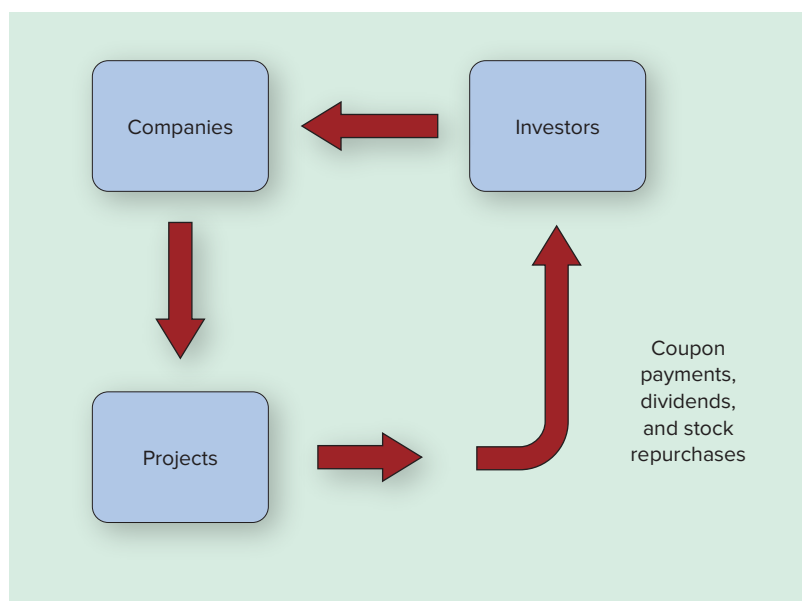 Companies
Investors
Projects
Coupon
payments,
dividends,
and stock
repurchases